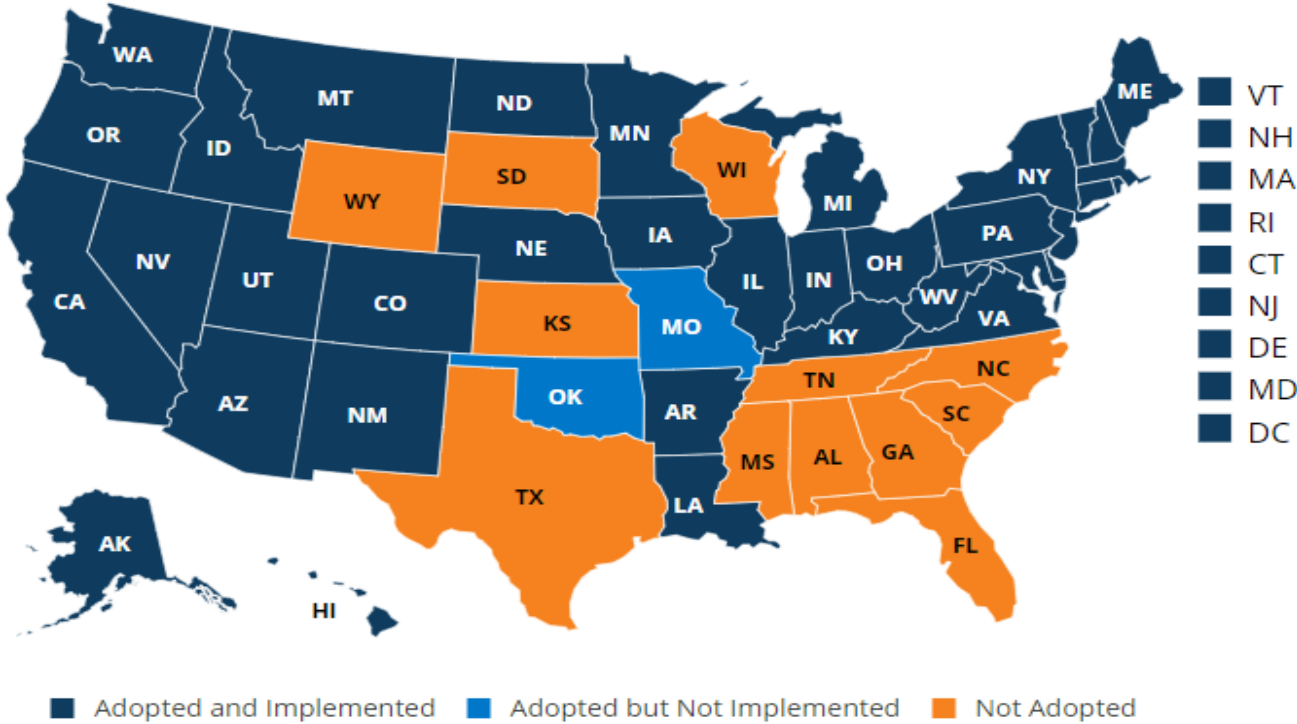 WA
ME
VT
MT
ND
OR
MN
NH
ID
SD
WI
NY
MA
WY
MI
RI
NE
IA
PA
NV
UT
OH
CT
CA
CO
IL
IN
WV
NJ
KS
MO
VA
KY
DE
TN
NC
AZ
OK
MD
NM
AR
SC
DC
MS
AL
GA
TX
LA
AK
FL
HI
Adopted and Implemented
Adopted but Not Implemented
Not Adopted